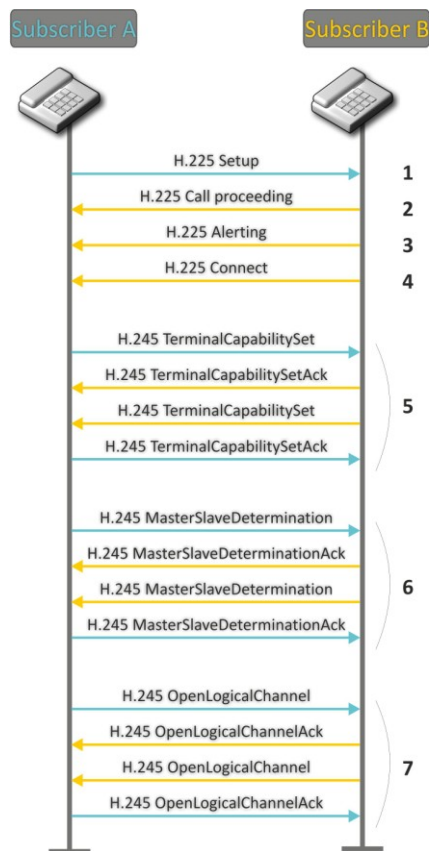 Subscriber A
Subscriber B
H.225 Setup
1
H.225 Call proceeding
2
H.225 Alerting
3
H.225 Connect
4
H.245 TerminalCapabilitySet
H.245 TerminalCapabilitySetAck
5
H.245 TerminalCapabilitySet
H.245 TerminalCapabilitySetAck
H.245 MasterSlaveDetermination
H.245 MasterSlaveDeterminationAck
6
H.245 MasterSlaveDetermination
H.245 MasterSlaveDeterminationAck
H.245 OpenLogicalChannel
H.245 OpenLogicalChannelAck
7
H.245 OpenLogicalChannel
H.245 OpenLogicalChannelAck